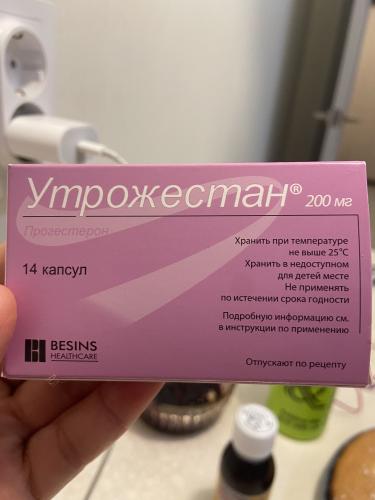 Утрожестан® 200 мг
Прогестерон
14 капсул
Хранить при температуре
не выше 25°С
Хранить в недоступном
для детей месте
Не применять
по истечении срока годности
Подробную информацию см.
в инструкции по применению
BESINS
HEALTHCARE
Отпускают по рецепту